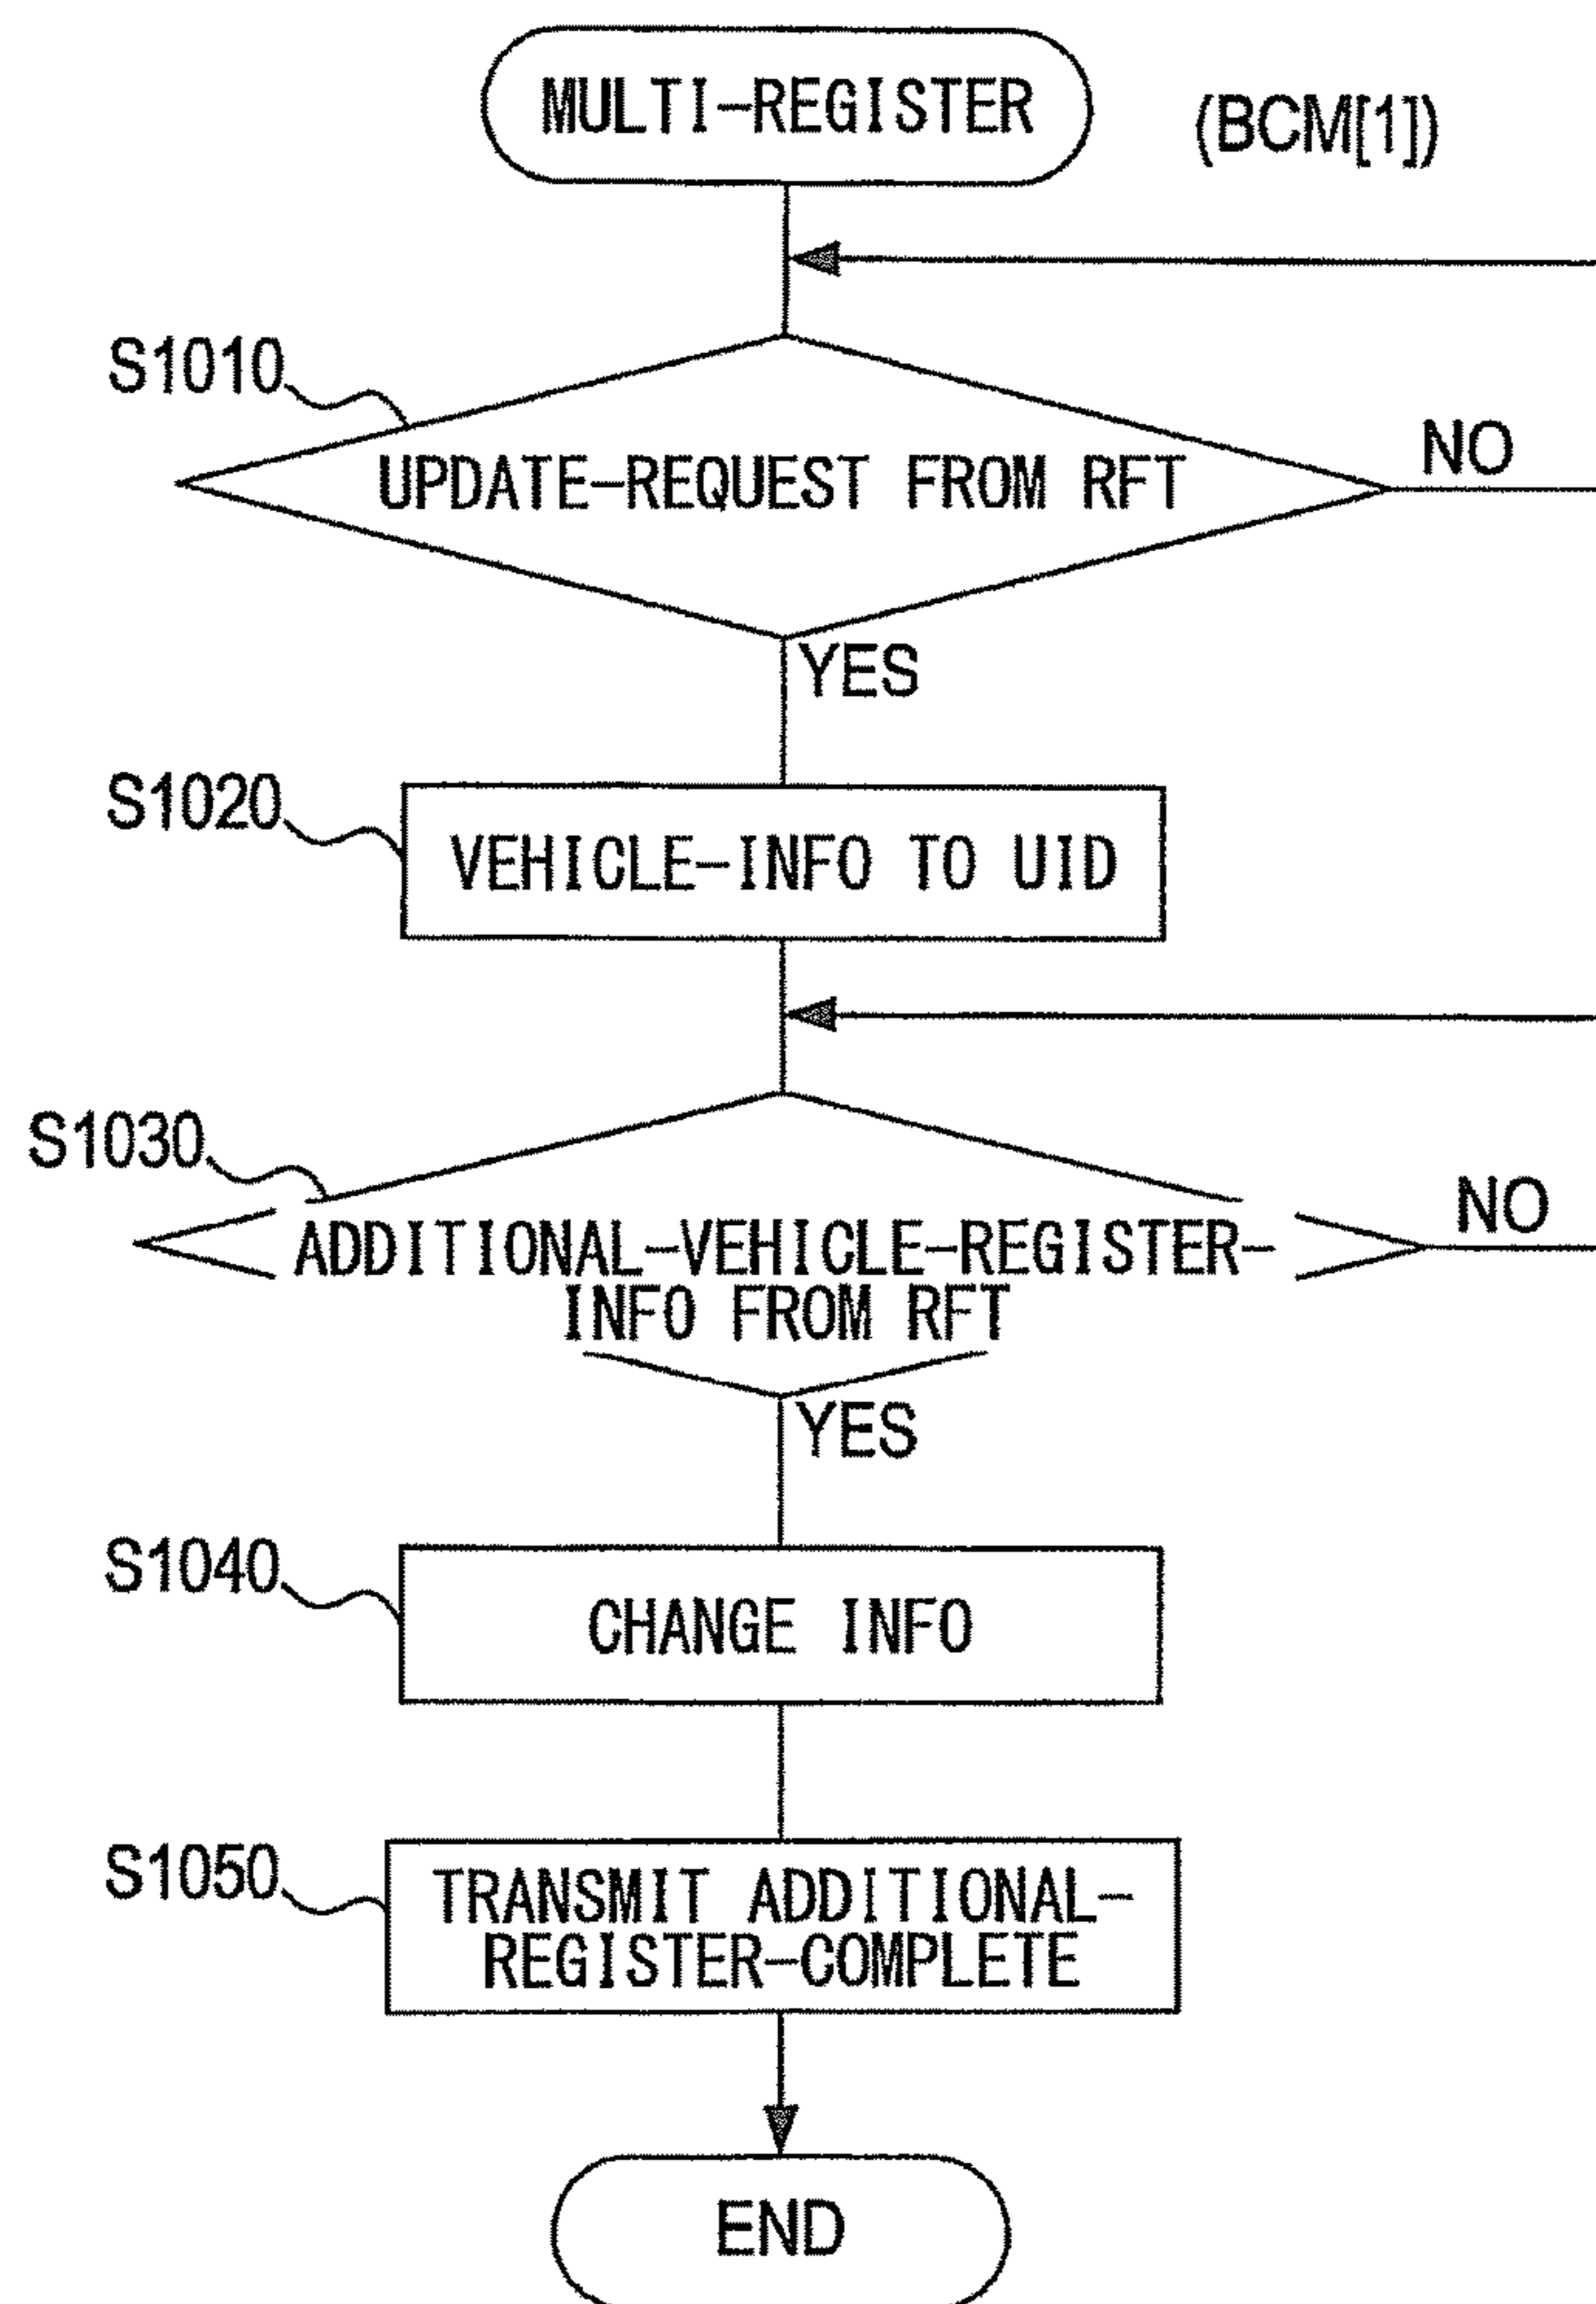 MULTI-REGISTER
(BCM[1])
S1010
UPDATE-REQUEST FROM RFT
NO
YES
S1020
VEHICLE-INFO TO UID
S1030
ADDITIONAL-VEHICLE-REGISTER-
INFO FROM RFT
NO
YES
S1040
CHANGE INFO
S1050
TRANSMIT ADDITIONAL-
REGISTER-COMPLETE
END